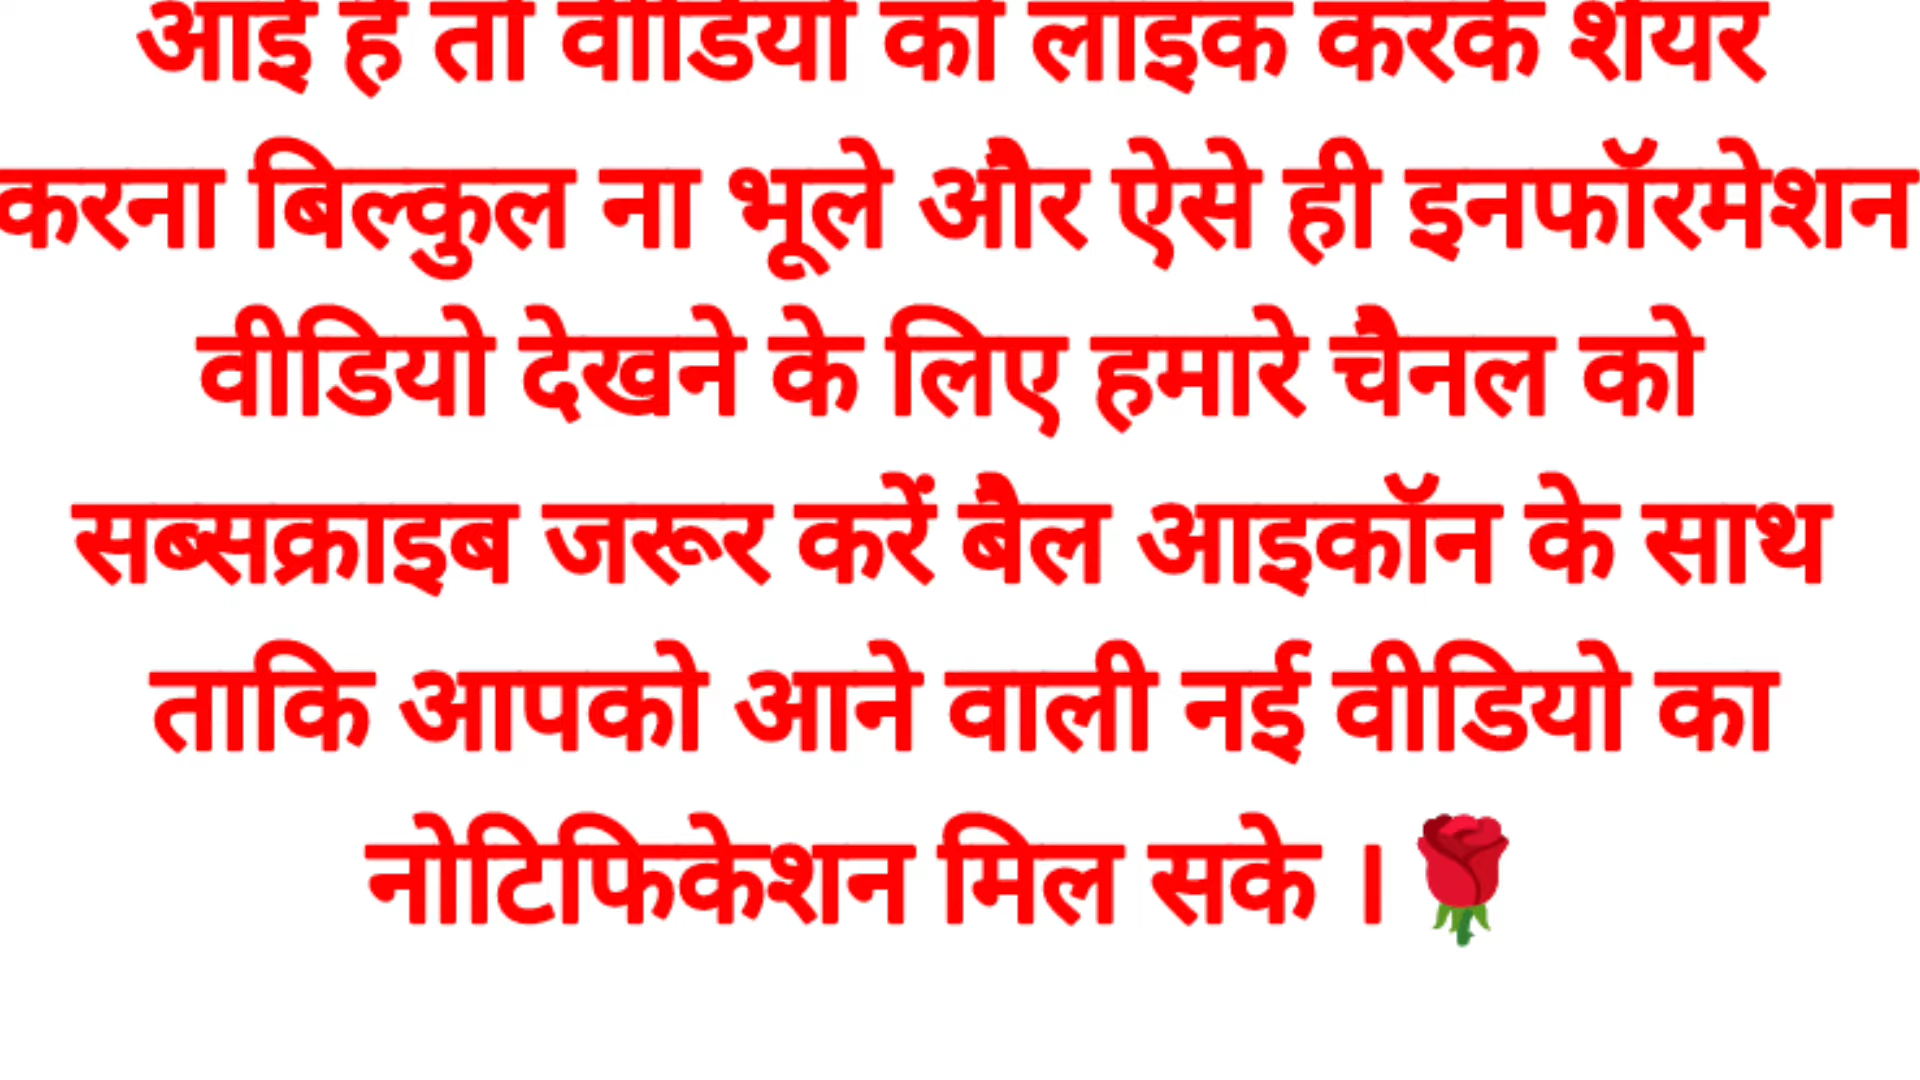 आई है तो वीडियो को लाइक करके शेयर
करना बिल्कुल ना भूले और ऐसे ही इनफॉरमेशन
वीडियो देखने के लिए हमारे चैनल को
सब्सक्राइब जरूर करें बैल आइकॉन के साथ
ताकि आपको आने वाली नई वीडियो का
नोटिफिकेशन मिल सके ।🌹